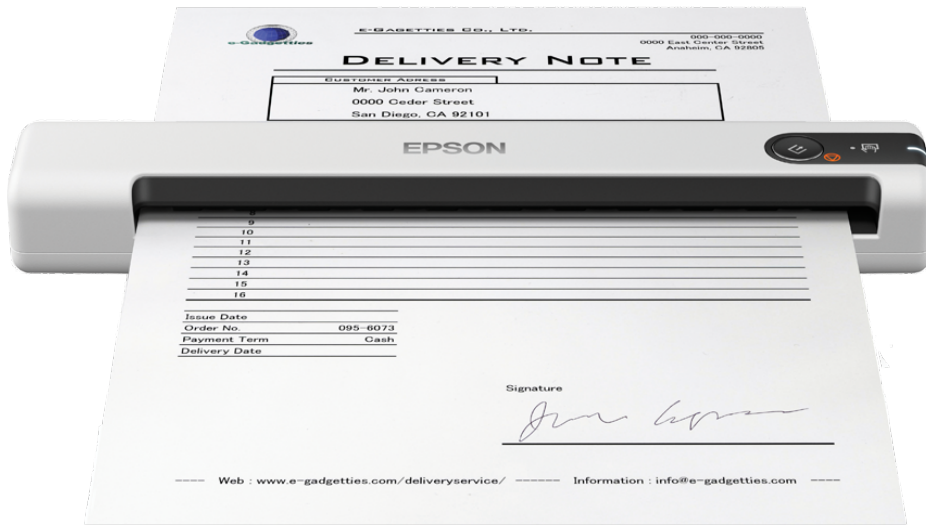 e-Gadgetties
e-Gagetties Co., Ltd.
000-000-0000
0000 East Center Street
Anaheim, CA 92805
Delivery Note
Customer Adress
Mr. John Cameron
0000 Ceder Street
San Diego, CA 92101
EPSON
8
9
10
11
12
13
14
15
16
Issue Date
Order No. 095-6073
Payment Term Cash
Delivery Date
Signature
Web : www.e-gadgetties.com/deliveryservice/ Information : info@e-gadgetties.com